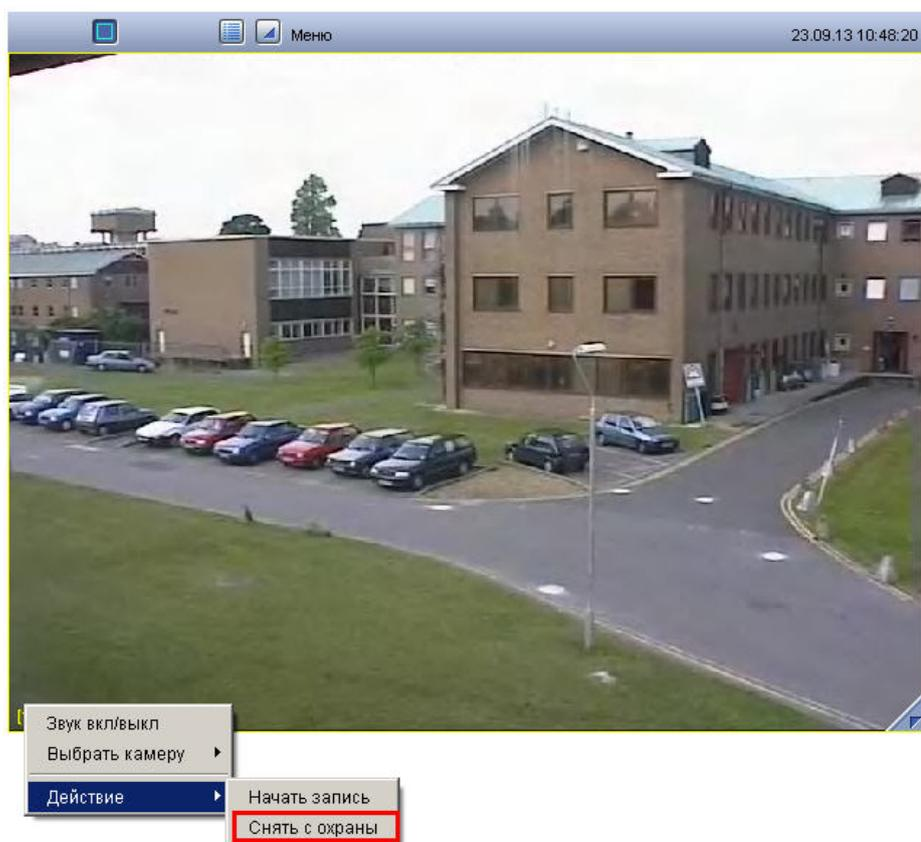 Меню
23.09.13 10:48:20
Звук вкл/выкл
Выбрать камеру
Действие
Начать запись
Снять с охраны